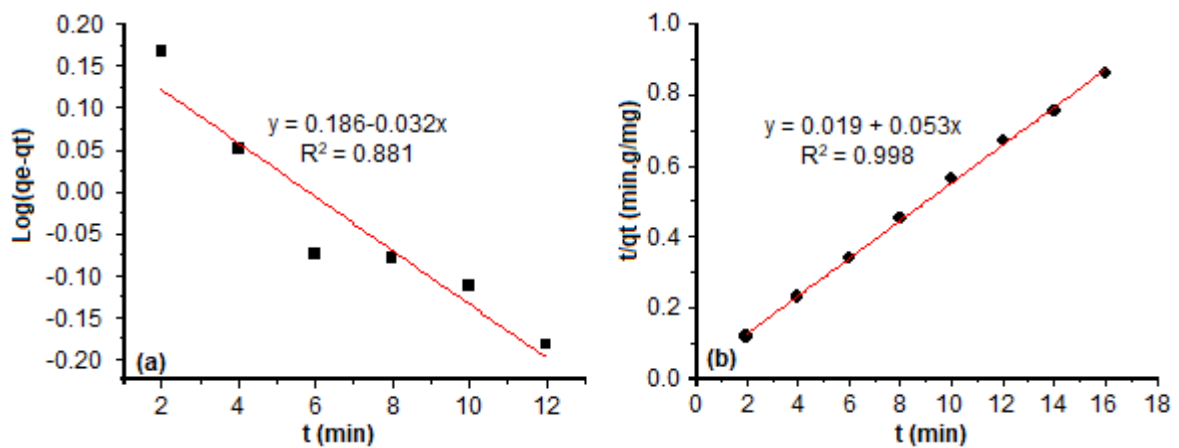 0.20
0.15
0.10
0.05
0.00
-0.05
-0.10
-0.15
-0.20
Log(qe-qt)
y = 0.186-0.032x
R² = 0.881
(a)
2 4 6 8 10 12
t (min)
1.0
0.8
0.6
0.4
0.2
0.0
t/qt (min.g/mg)
y = 0.019 + 0.053x
R² = 0.998
(b)
0 2 4 6 8 10 12 14 16 18
t (min)